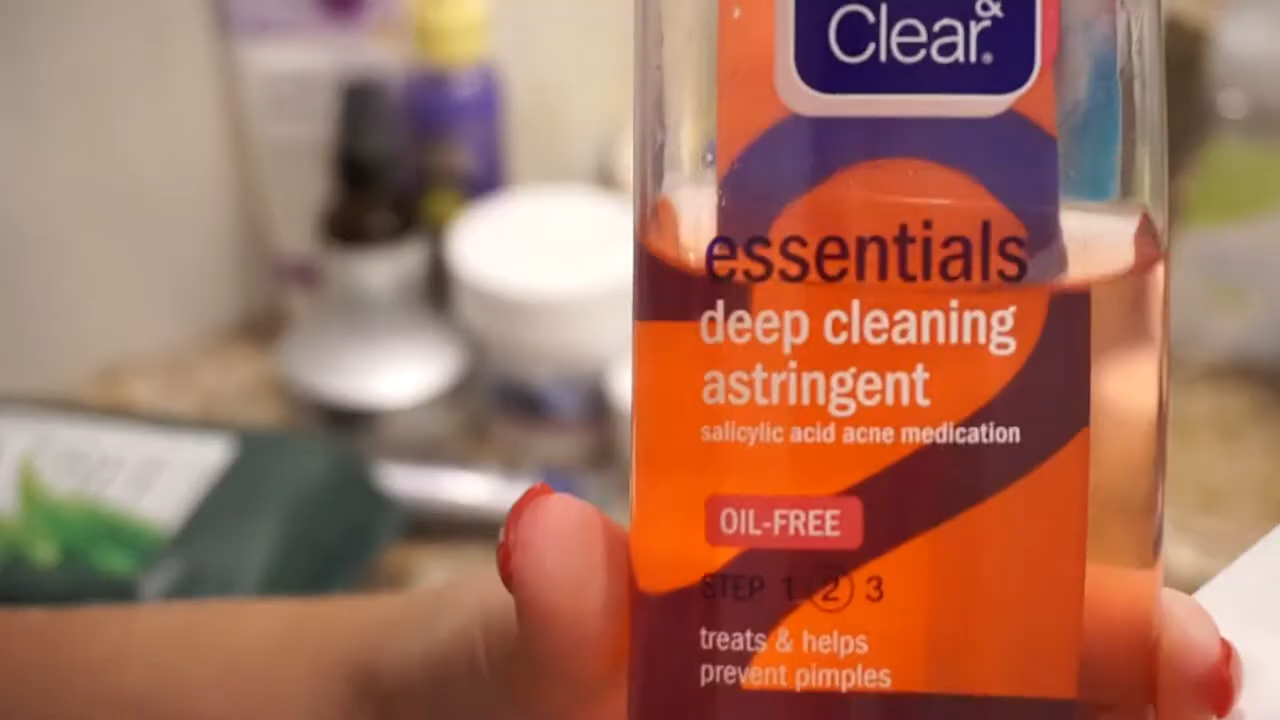 &
Clear®
essentials
deep cleaning
astringent
salicylic acid acne medication
OIL-FREE
STEP 1 2 3
treats & helps
prevent pimples